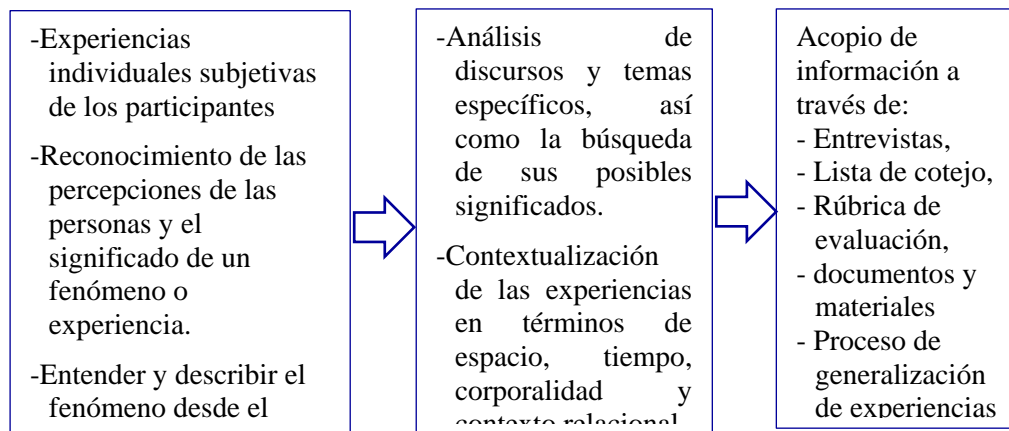 -Experiencias
individuales subjetivas
de los participantes
-Reconocimiento de las
percepciones de las
personas y el
significado de un
fenómeno o
experiencia.
-Entender y describir el
fenómeno desde el
-Análisis de
discursos y temas
específicos, así
como la búsqueda
de sus posibles
significados.
-Contextualización
de las experiencias
en términos de
espacio, tiempo,
corporalidad y
contexto relacional
Acopio de
información a
través de:
- Entrevistas,
- Lista de cotejo,
- Rúbrica de
evaluación,
- documentos y
materiales
- Proceso de
generalización
de experiencias